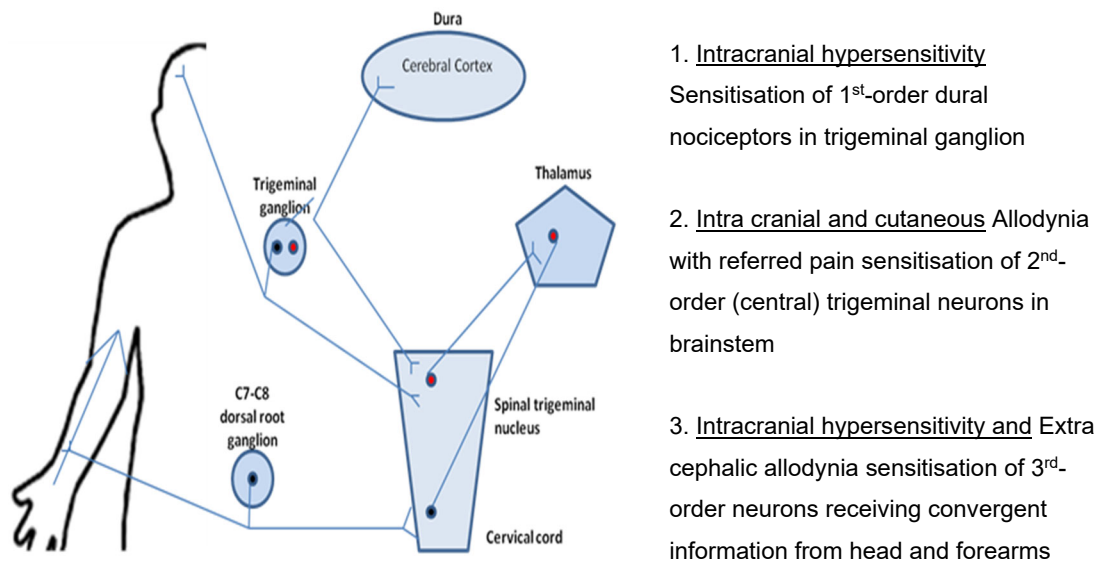 Dura
Cerebral Cortex
Trigeminal
ganglion
Thalamus
C7-C8
dorsal root
ganglion
Spinal trigeminal
nucleus
Cervical cord
1. Intracranial hypersensitivity
Sensitisation of 1st-order dural
nociceptors in trigeminal ganglion
2. Intra cranial and cutaneous Allodynia
with referred pain sensitisation of 2nd-
order (central) trigeminal neurons in
brainstem
3. Intracranial hypersensitivity and Extra
cephalic allodynia sensitisation of 3rd-
order neurons receiving convergent
information from head and forearms